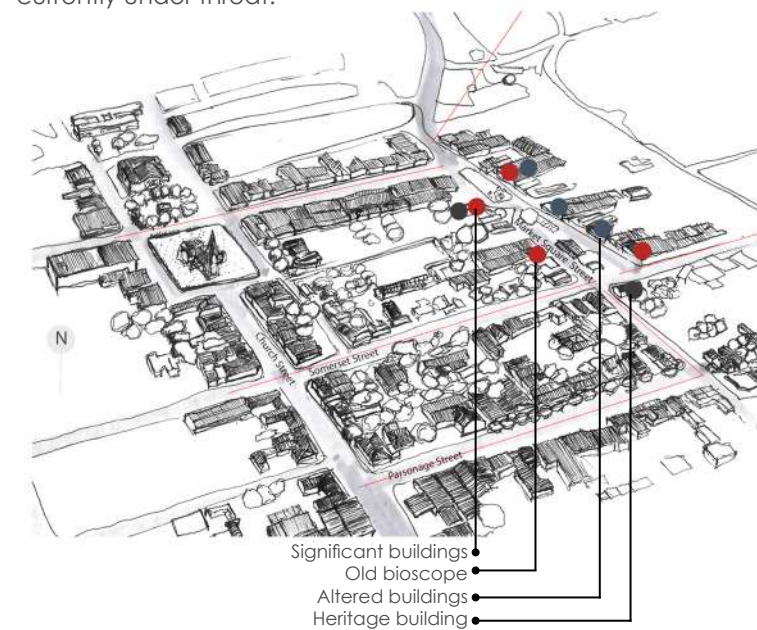 currently under threat.
Market Square Street
N
Church Street
Somerset Street
Parsonage Street
Significant buildings
Old bioscope
Altered buildings
Heritage building